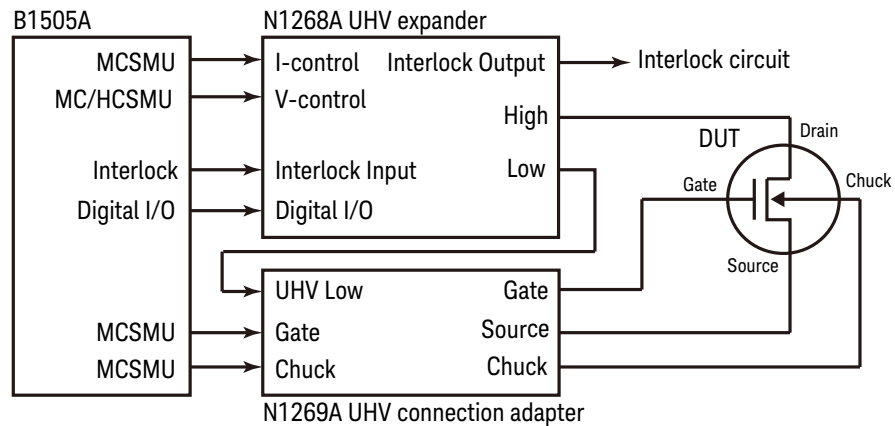 B1505A
N1268A UHV expander
MCSMU
I-control
Interlock Output
Interlock circuit
MC/HCSMU
V-control
High
Drain
DUT
Interlock
Interlock Input
Low
Gate
Chuck
Digital I/O
Digital I/O
Source
UHV Low
Gate
MCSMU
Gate
Source
MCSMU
Chuck
Chuck
N1269A UHV connection adapter